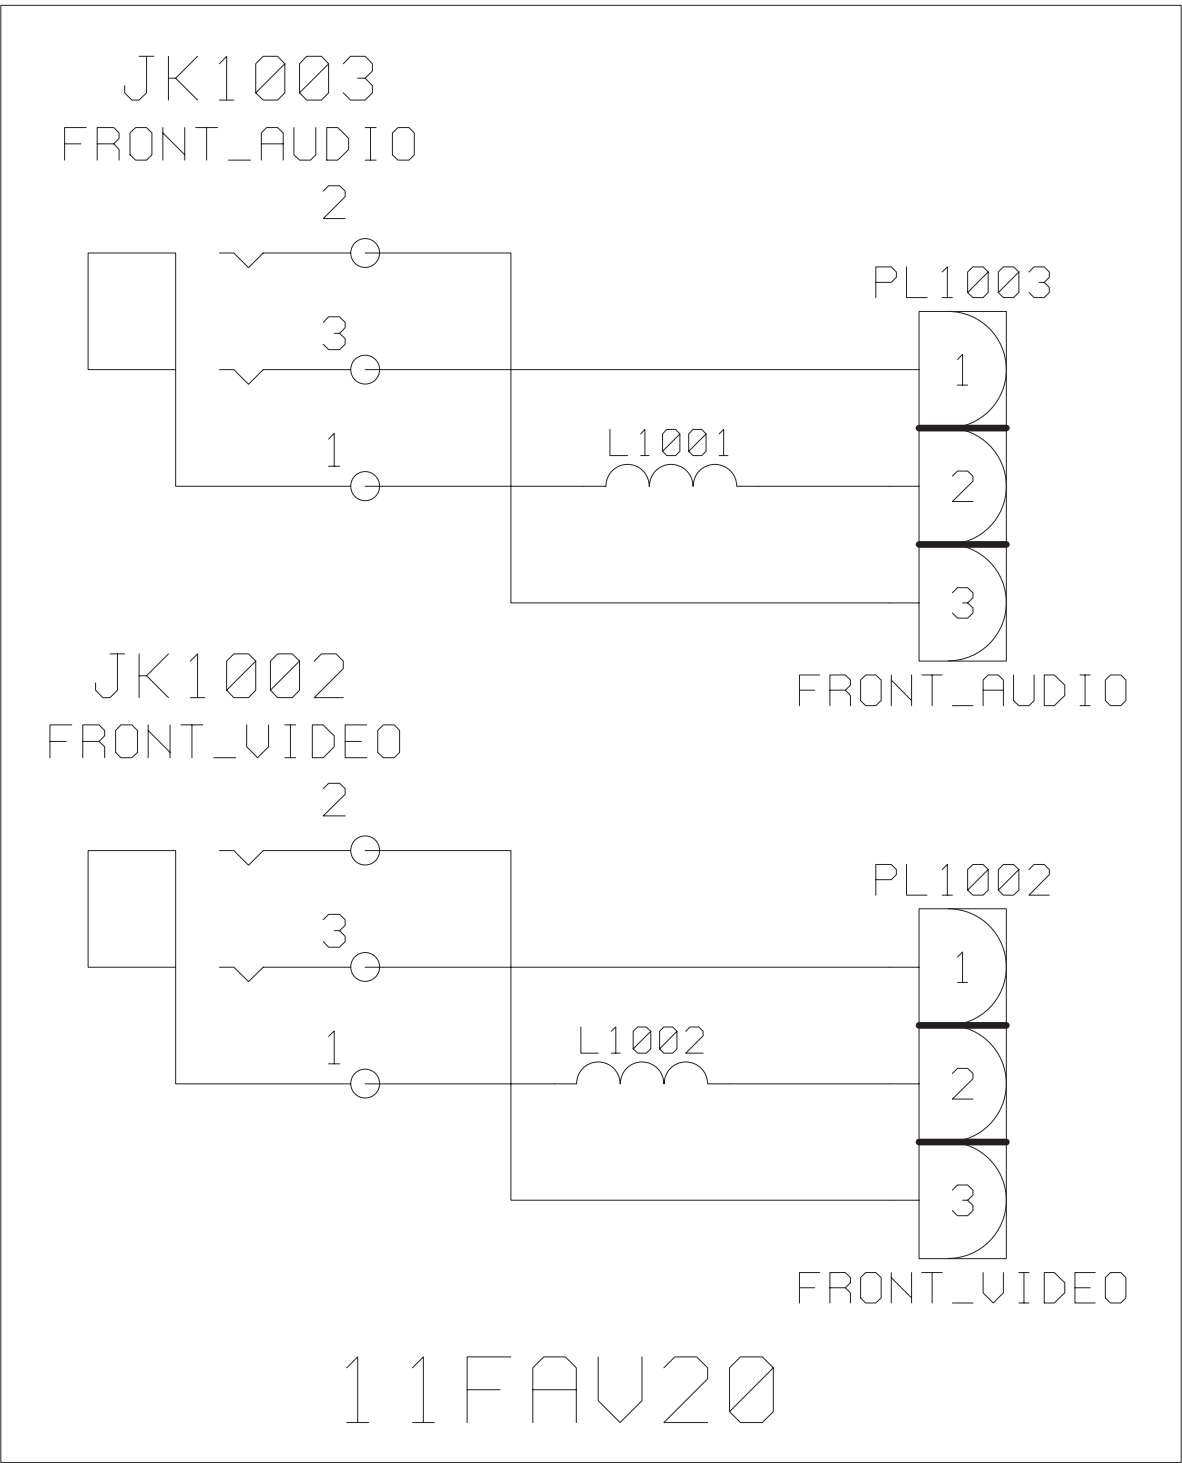 JK1003
FRONT_AUDIO
2
PL1003
3
1
L1001
1
2
3
FRONT_AUDIO
JK1002
FRONT_VIDEO
2
PL1002
3
1
L1002
1
2
3
FRONT_VIDEO
11FAV20